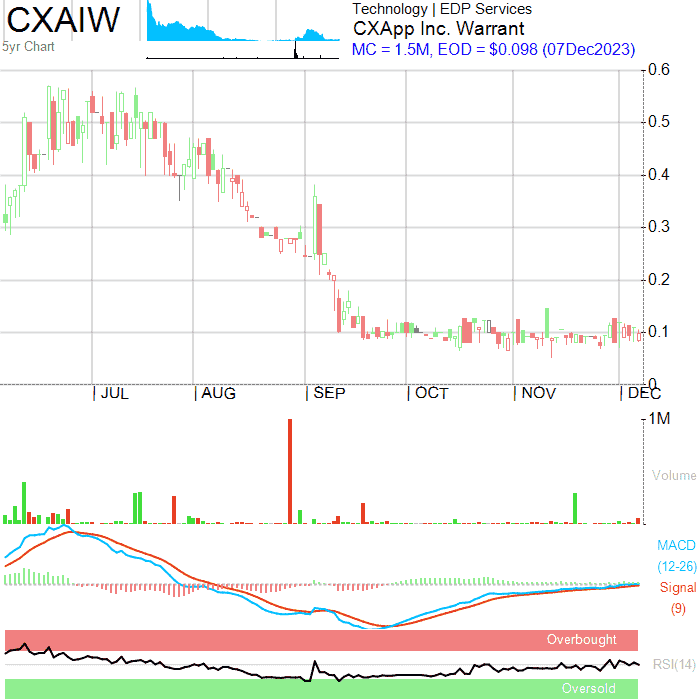 CXAIW
5yr Chart
Technology | EDP Services
CXApp Inc. Warrant
MC = 1.5M, EOD = $0.098 (07Dec2023)
0.6
0.5
0.4
0.3
0.2
0.1
0
JUL AUG SEP OCT NOV DEC
1M
Volume
MACD
(12-26)
Signal
(9)
Overbought
RSI(14)
Oversold